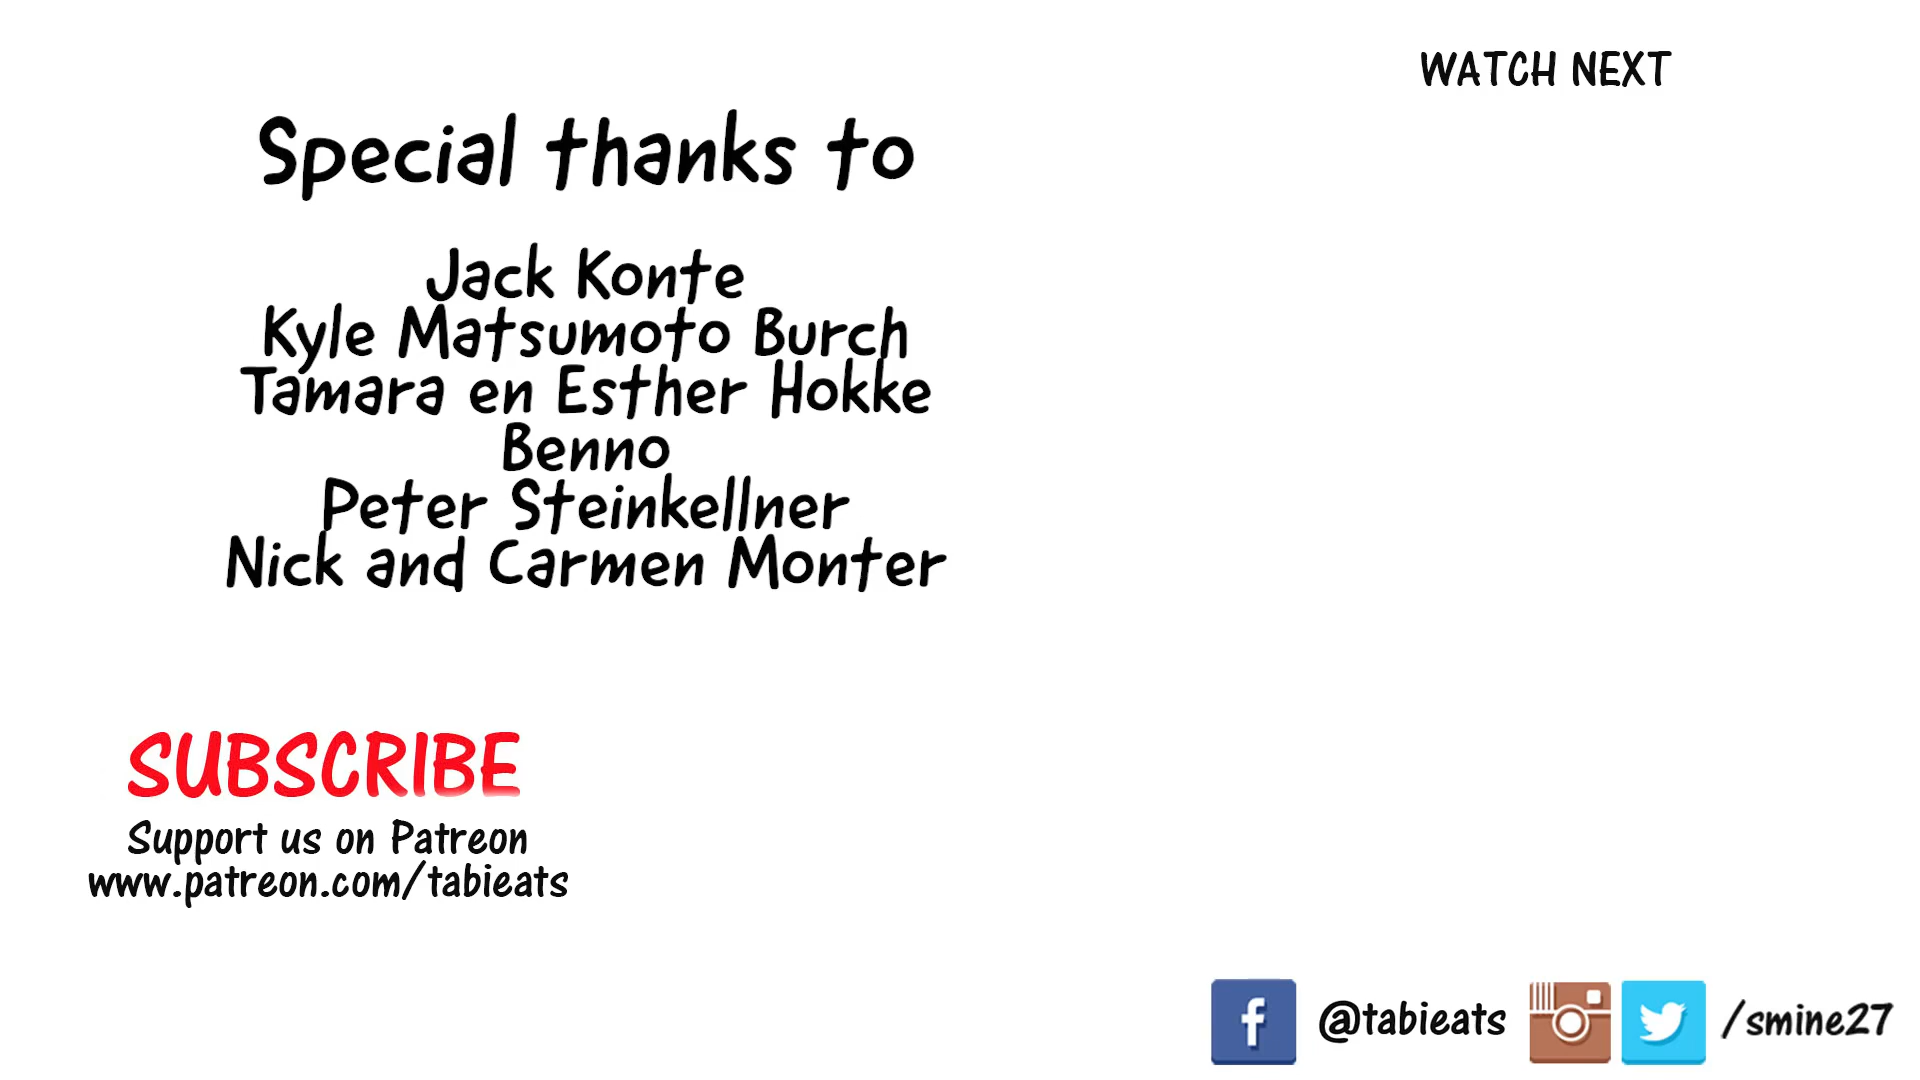 WATCH NEXT
Special thanks to
Jack Konte
Kyle Matsumoto Burch
Tamara en Esther Hokke
Benno
Peter Steinkellner
Nick and Carmen Monter
SUBSCRIBE
Support us on Patreon
www.patreon.com/tabieats
@tabieats /smine27